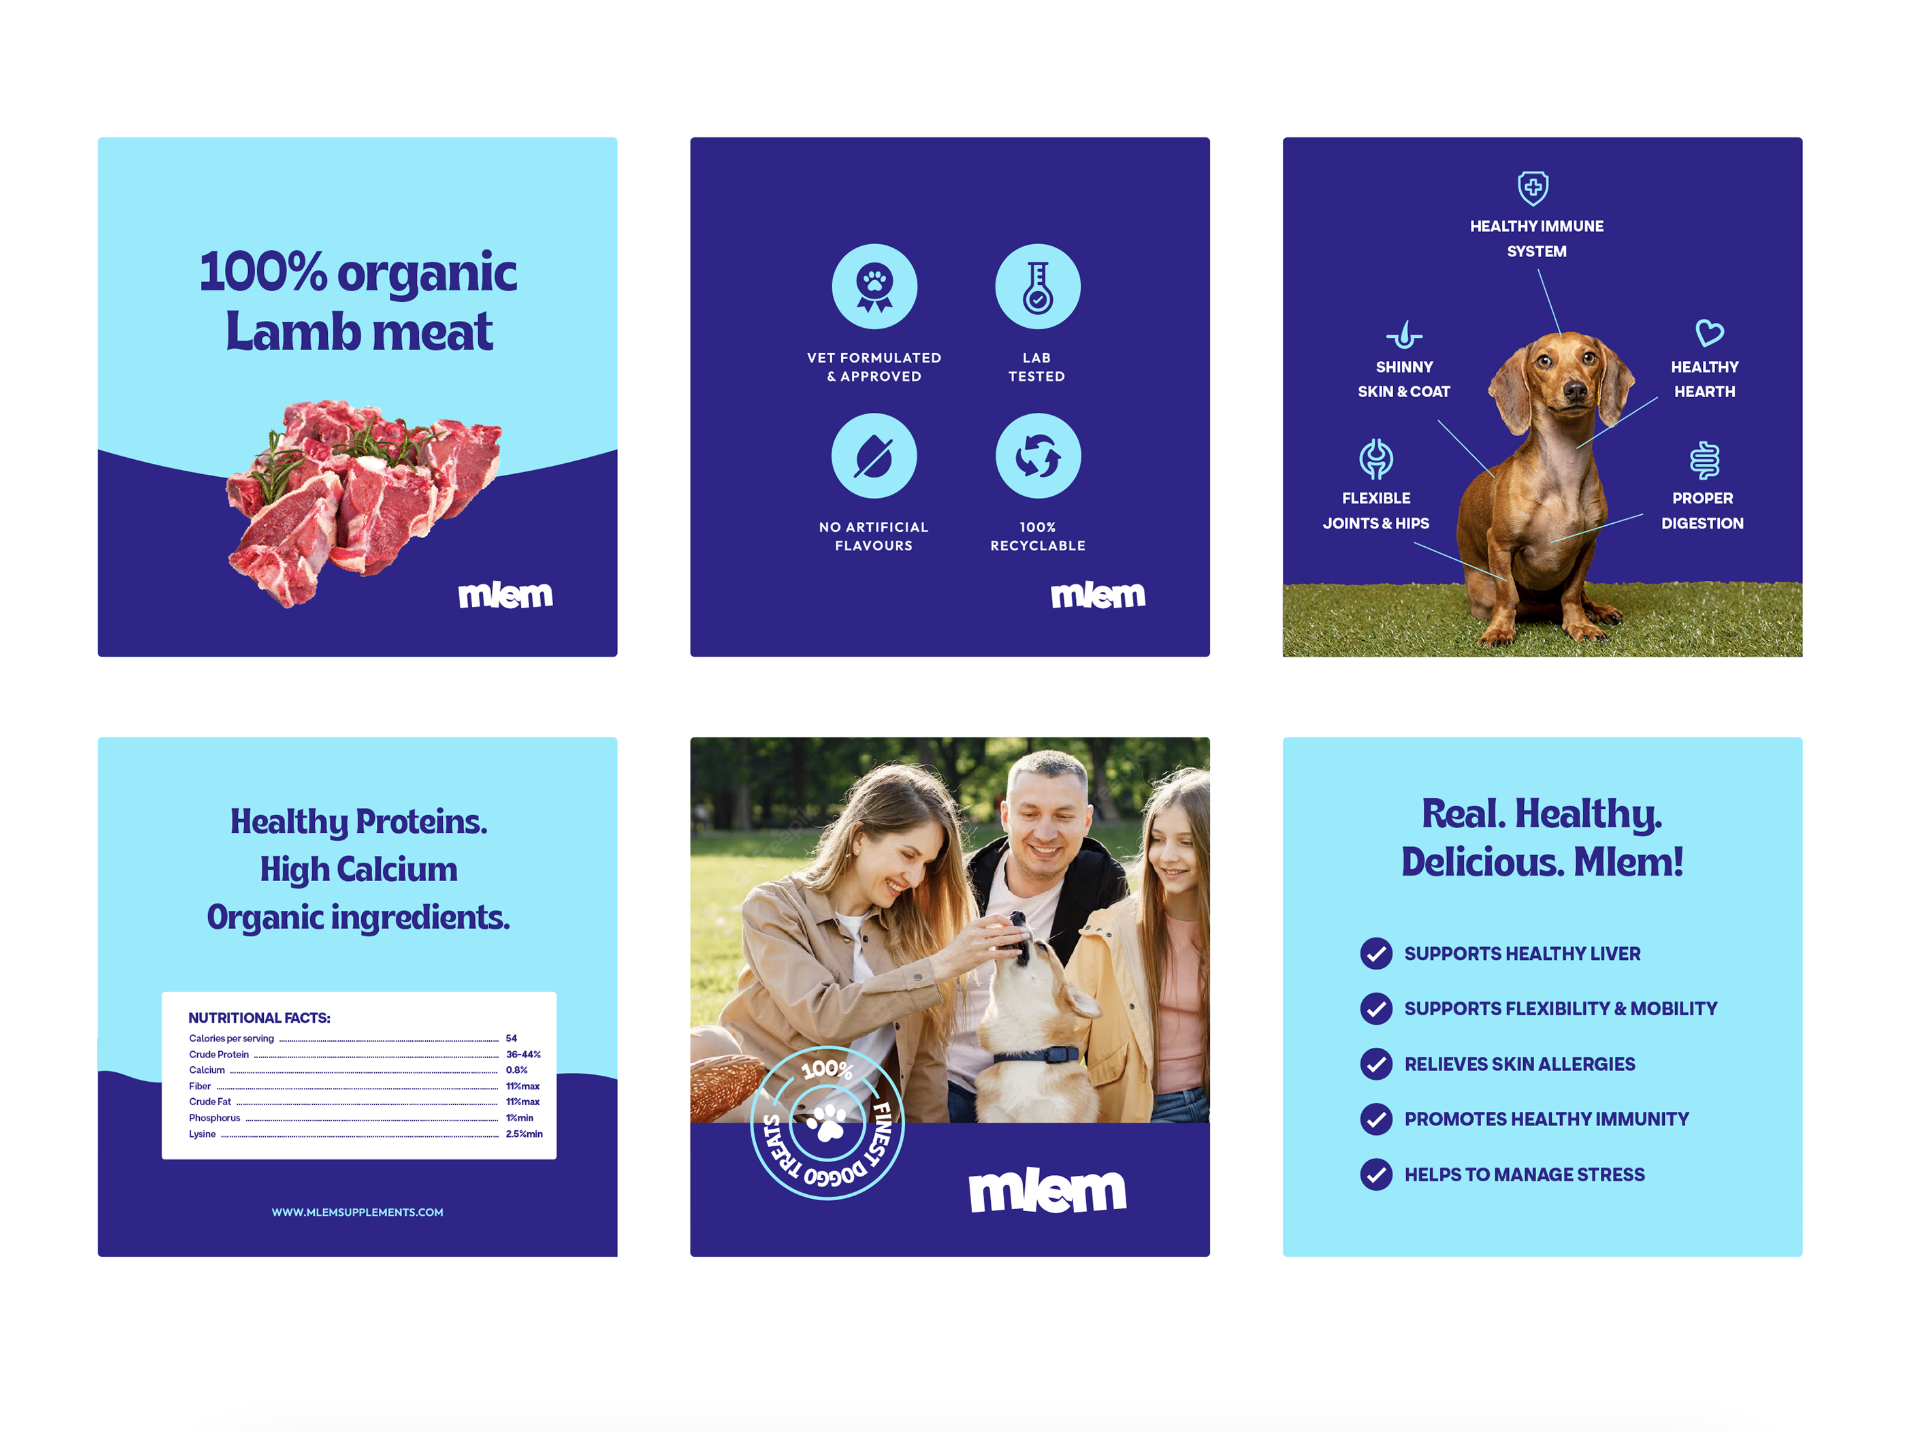 100% organic
Lamb meat
mlem
VET FORMULATED
& APPROVED
LAB
TESTED
NO ARTIFICIAL
FLAVOURS
100%
RECYCLABLE
mlem
HEALTHY IMMUNE
SYSTEM
SHINNY
SKIN & COAT
HEALTHY
HEARTH
FLEXIBLE
JOINTS & HIPS
PROPER
DIGESTION
Healthy Proteins.
High Calcium
Organic ingredients.
NUTRITIONAL FACTS:
Calories per serving 54
Crude Protein 36-44%
Calcium 0.8%
Fiber 11%max
Crude Fat 11%max
Phosphorus 1%min
Lysine 2.5%min
WWW.MLEMSUPPLEMENTS.COM
100%
FINEST DOGGO TREATS
mlem
Real. Healthy.
Delicious. Mlem!
SUPPORTS HEALTHY LIVER
SUPPORTS FLEXIBILITY & MOBILITY
RELIEVES SKIN ALLERGIES
PROMOTES HEALTHY IMMUNITY
HELPS TO MANAGE STRESS